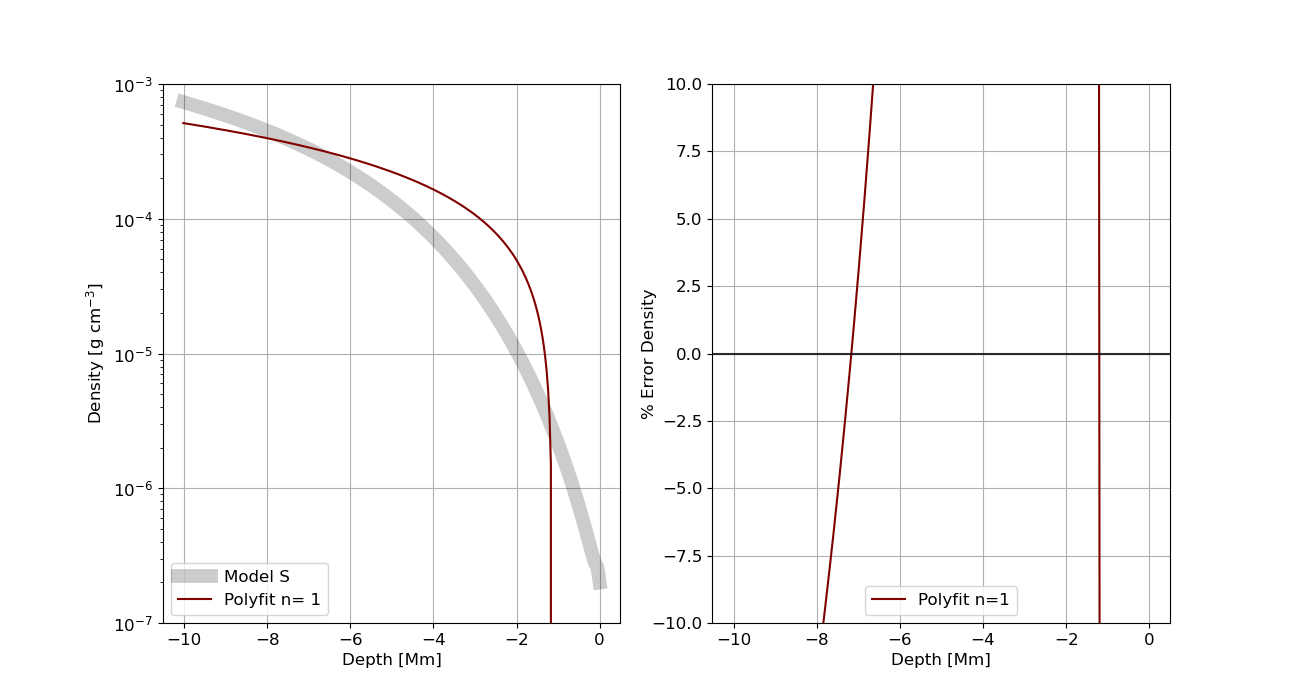 10⁻³
10⁻⁴
10⁻⁵
10⁻⁶
10⁻⁷
Density [g cm⁻³]
−10 −8 −6 −4 −2 0
Depth [Mm]
Model S
Polyfit n= 1
10.0
7.5
5.0
2.5
0.0
−2.5
−5.0
−7.5
−10.0
% Error Density
−10 −8 −6 −4 −2 0
Depth [Mm]
Polyfit n=1